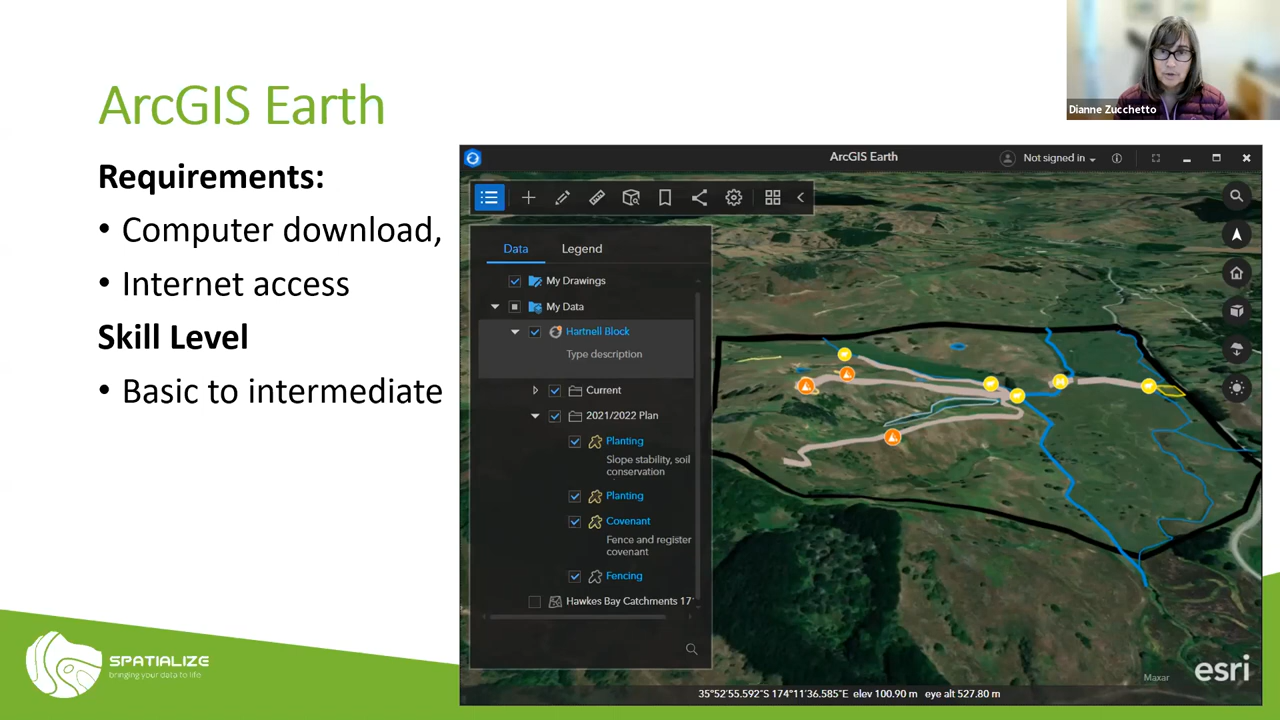 ArcGIS Earth
Requirements:
• Computer download,
• Internet access
Skill Level
• Basic to intermediate
SPATIALIZE
bringing your data to life
Dianne Zucchetto
ArcGIS Earth
Not signed in
Data
Legend
My Drawings
My Data
Hartnell Block
Type description
Current
2021/2022 Plan
Planting
Slope stability, soil
conservation
Planting
Covenant
Fence and register
covenant
Fencing
Hawkes Bay Catchments 17
Maxar
esri
35°52'55.592"S 174°11'36.585"E elev 100.90 m eye alt 527.80 m